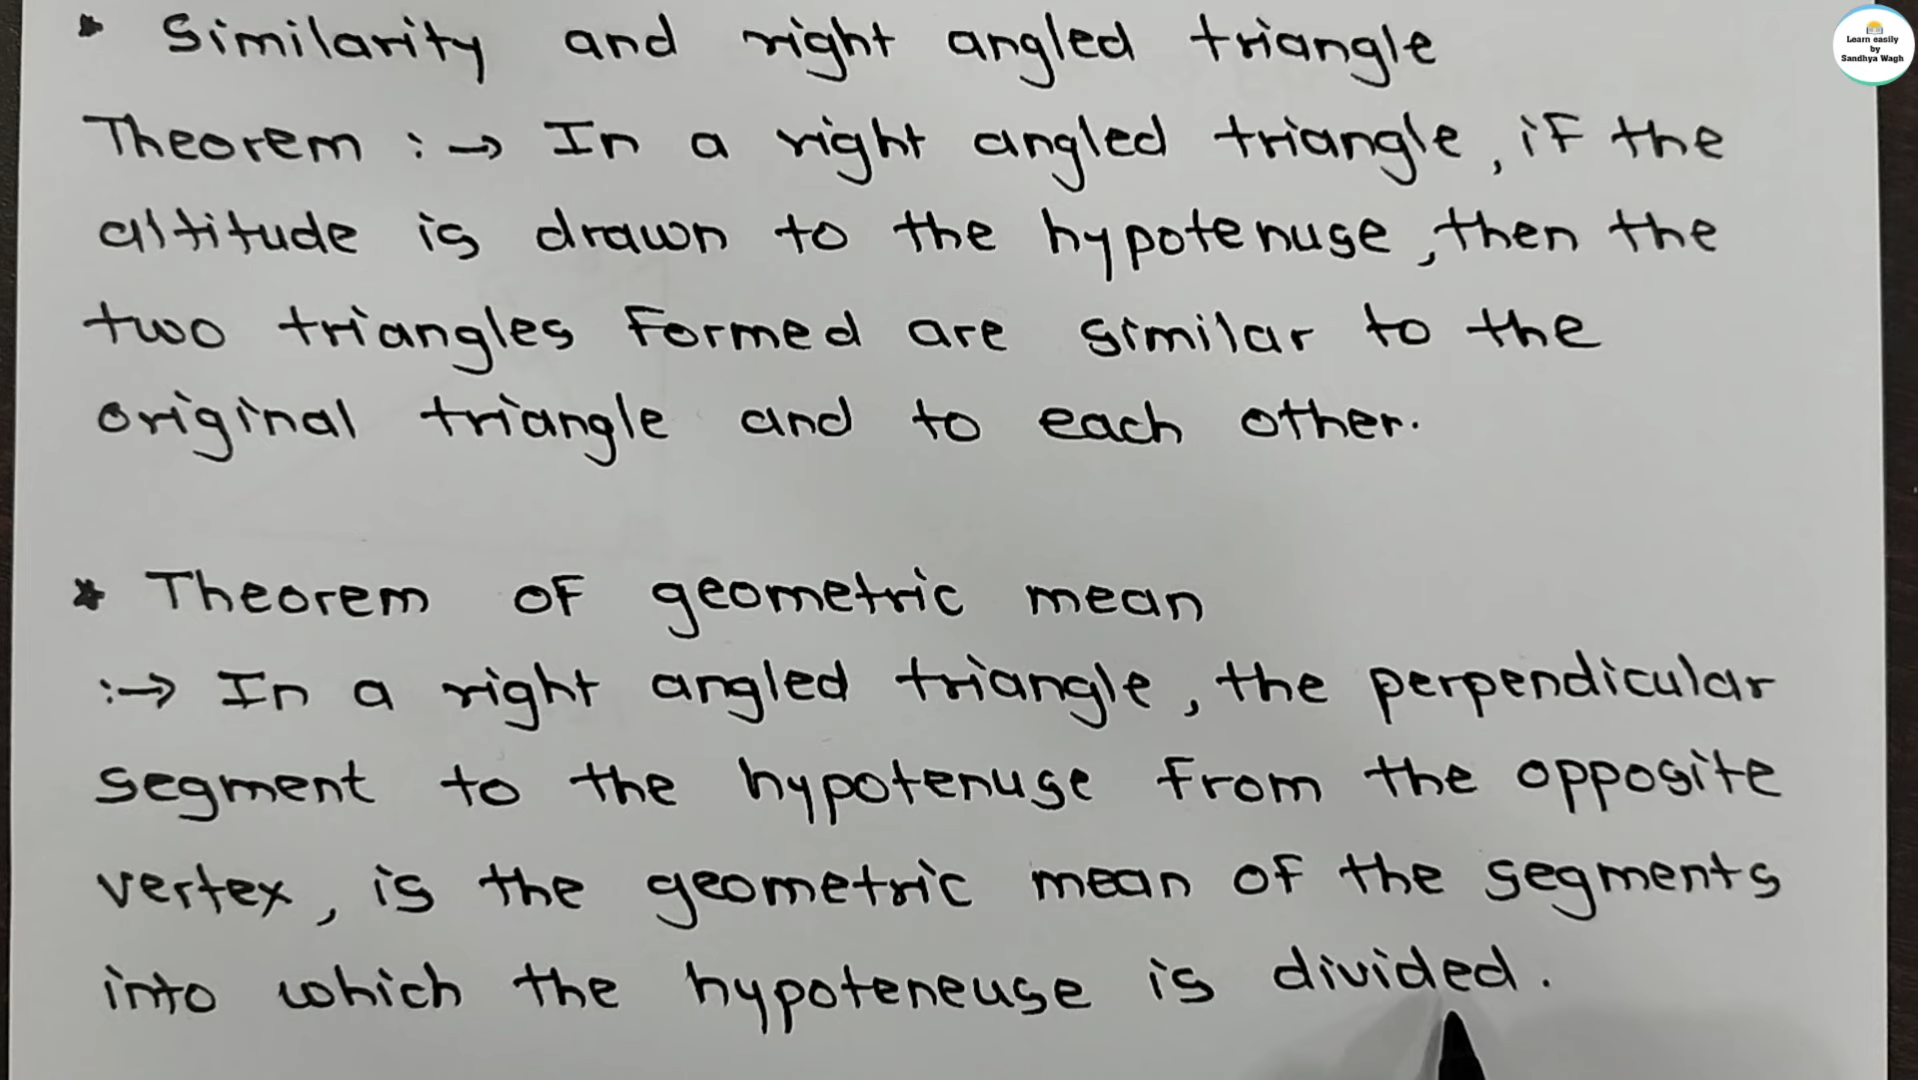 * Similarity and right angled triangle
Theorem :→ In a right angled triangle, if the
altitude is drawn to the hypotenuse, then the
two triangles formed are similar to the
original triangle and to each other.
* Theorem of geometric mean
:→ In a right angled triangle, the perpendicular
segment to the hypotenuse from the opposite
vertex, is the geometric mean of the segments
into which the hypoteneuse is divided.
Learn easily
by
Sandhya Wagh